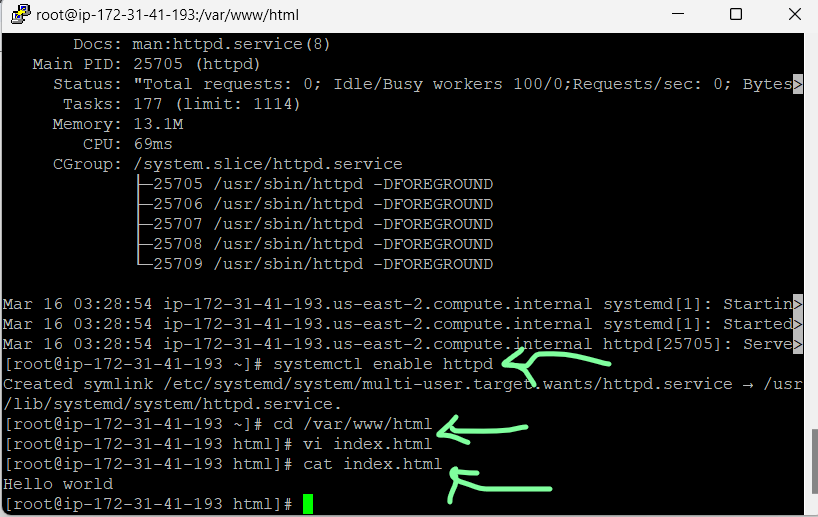 root@ip-172-31-41-193:/var/www/html
Docs: man:httpd.service(8)
Main PID: 25705 (httpd)
Status: "Total requests: 0; Idle/Busy workers 100/0;Requests/sec: 0; Bytes>
Tasks: 177 (limit: 1114)
Memory: 13.1M
CPU: 69ms
CGroup: /system.slice/httpd.service
├─25705 /usr/sbin/httpd -DFOREGROUND
├─25706 /usr/sbin/httpd -DFOREGROUND
├─25707 /usr/sbin/httpd -DFOREGROUND
├─25708 /usr/sbin/httpd -DFOREGROUND
└─25709 /usr/sbin/httpd -DFOREGROUND
Mar 16 03:28:54 ip-172-31-41-193.us-east-2.compute.internal systemd[1]: Startin>
Mar 16 03:28:54 ip-172-31-41-193.us-east-2.compute.internal systemd[1]: Started>
Mar 16 03:28:54 ip-172-31-41-193.us-east-2.compute.internal httpd[25705]: Serve>
[root@ip-172-31-41-193 ~]# systemctl enable httpd
Created symlink /etc/systemd/system/multi-user.target.wants/httpd.service → /usr
/lib/systemd/system/httpd.service.
[root@ip-172-31-41-193 ~]# cd /var/www/html
[root@ip-172-31-41-193 html]# vi index.html
[root@ip-172-31-41-193 html]# cat index.html
Hello world
[root@ip-172-31-41-193 html]#